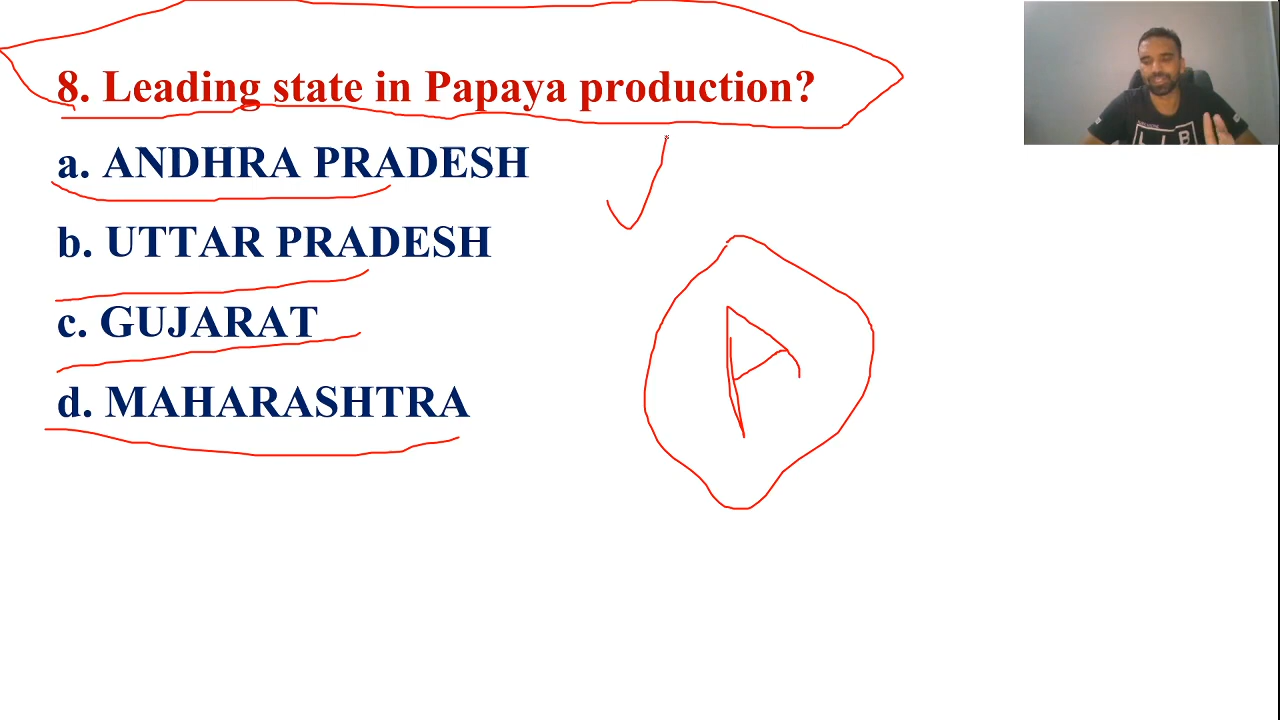 8. Leading state in Papaya production?
a. ANDHRA PRADESH
b. UTTAR PRADESH
c. GUJARAT
d. MAHARASHTRA